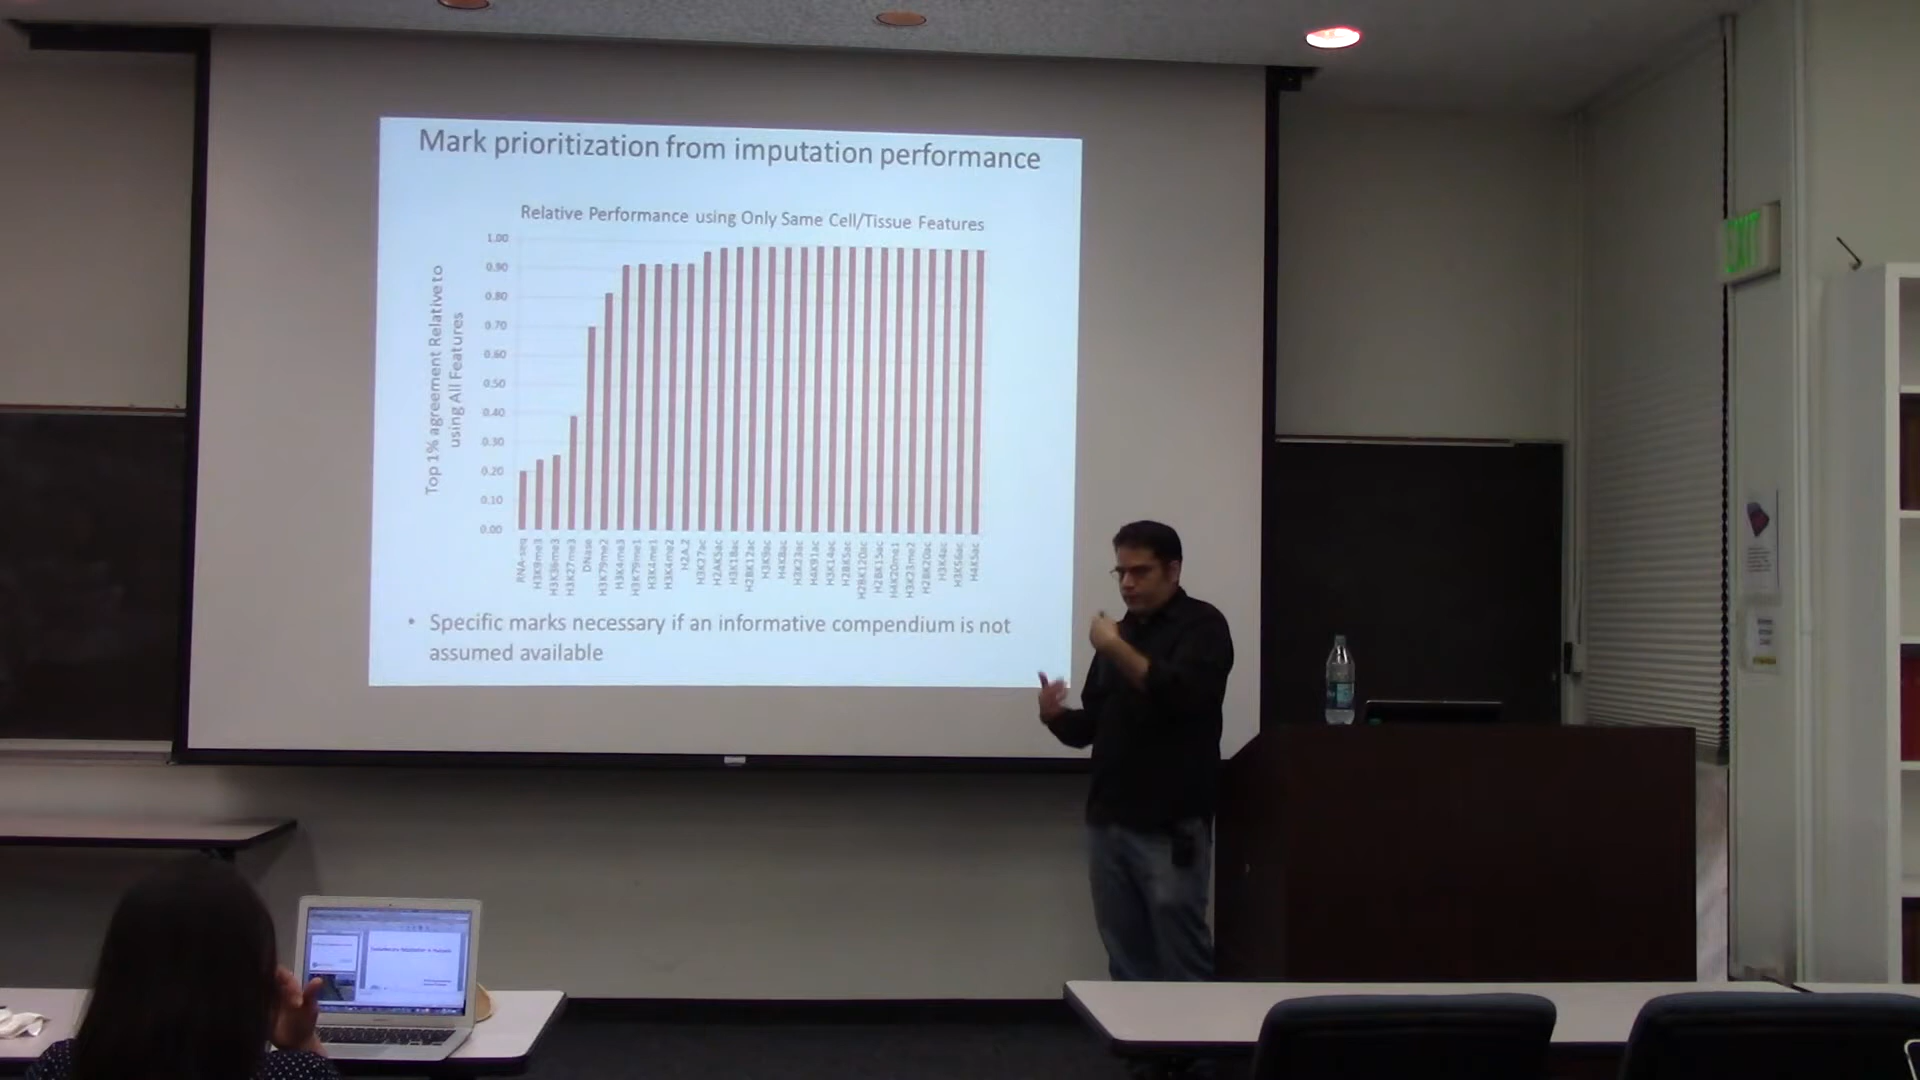 Mark prioritization from imputation performance
Relative Performance using Only Same Cell/Tissue Features
Top 1% agreement Relative to
using All Features
1.00
0.90
0.80
0.70
0.60
0.50
0.40
0.30
0.20
0.10
0.00
RNA-seq
H3K9me3
H3K36me3
H3K27me3
DNase
H3K79me2
H3K4me3
H3K79me1
H3K4me1
H3K4me2
H2A.Z
H3K27ac
H2AK5ac
H3K18ac
H2BK12ac
H3K9ac
H4K8ac
H3K23ac
H4K91ac
H3K14ac
H2BK5ac
H2BK120ac
H2BK15ac
H4K20me1
H3K23me2
H2BK20ac
H3K4ac
H3K56ac
H4K5ac
• Specific marks necessary if an informative compendium is not
assumed available
EXIT